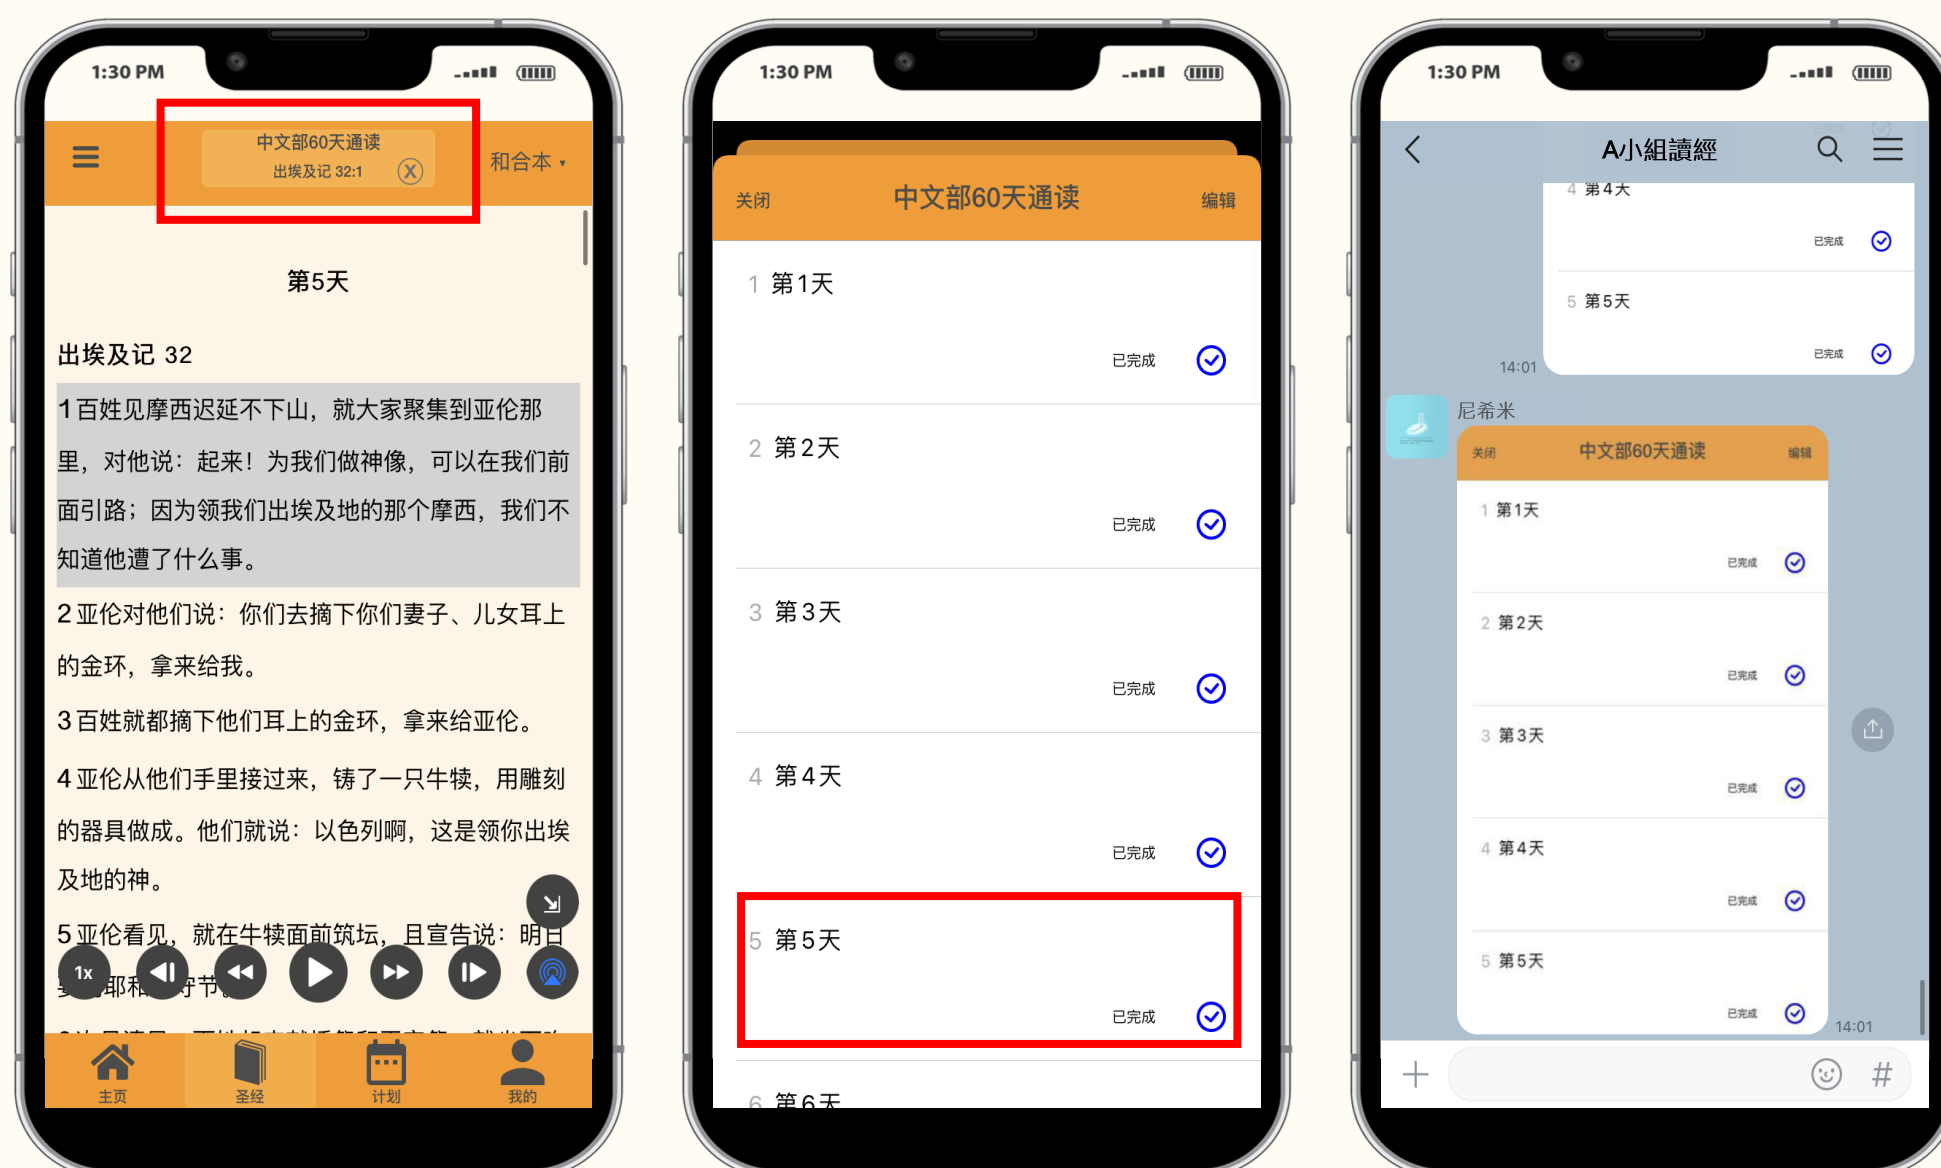 1:30 PM
中文部60天通读
出埃及记 32:1
X
和合本
第5天
出埃及记 32
1百姓见摩西迟延不下山，就大家聚集到亚伦那
里，对他说：起来！为我们做神像，可以在我们前
面引路；因为领我们出埃及地的那个摩西，我们不
知道他遭了什么事。
2亚伦对他们说：你们去摘下你们妻子、儿女耳上
的金环，拿来给我。
3百姓就都摘下他们耳上的金环，拿来给亚伦。
4亚伦从他们手里接过来，铸了一只牛犊，用雕刻
的器具做成。他们就说：以色列啊，这是领你出埃
及地的神。
5亚伦看见，就在牛犊面前筑坛，且宣告说：明日
1x
主页
圣经
计划
我的
1:30 PM
关闭
中文部60天通读
编辑
1 第1天
已完成
2 第2天
已完成
3 第3天
已完成
4 第4天
已完成
5 第5天
已完成
6 第6天
1:30 PM
A小組讀經
4 第4天
已完成
5 第5天
已完成
14:01
尼希米
关闭
中文部60天通读
编辑
1 第1天
已完成
2 第2天
已完成
3 第3天
已完成
4 第4天
已完成
5 第5天
已完成
14:01
#